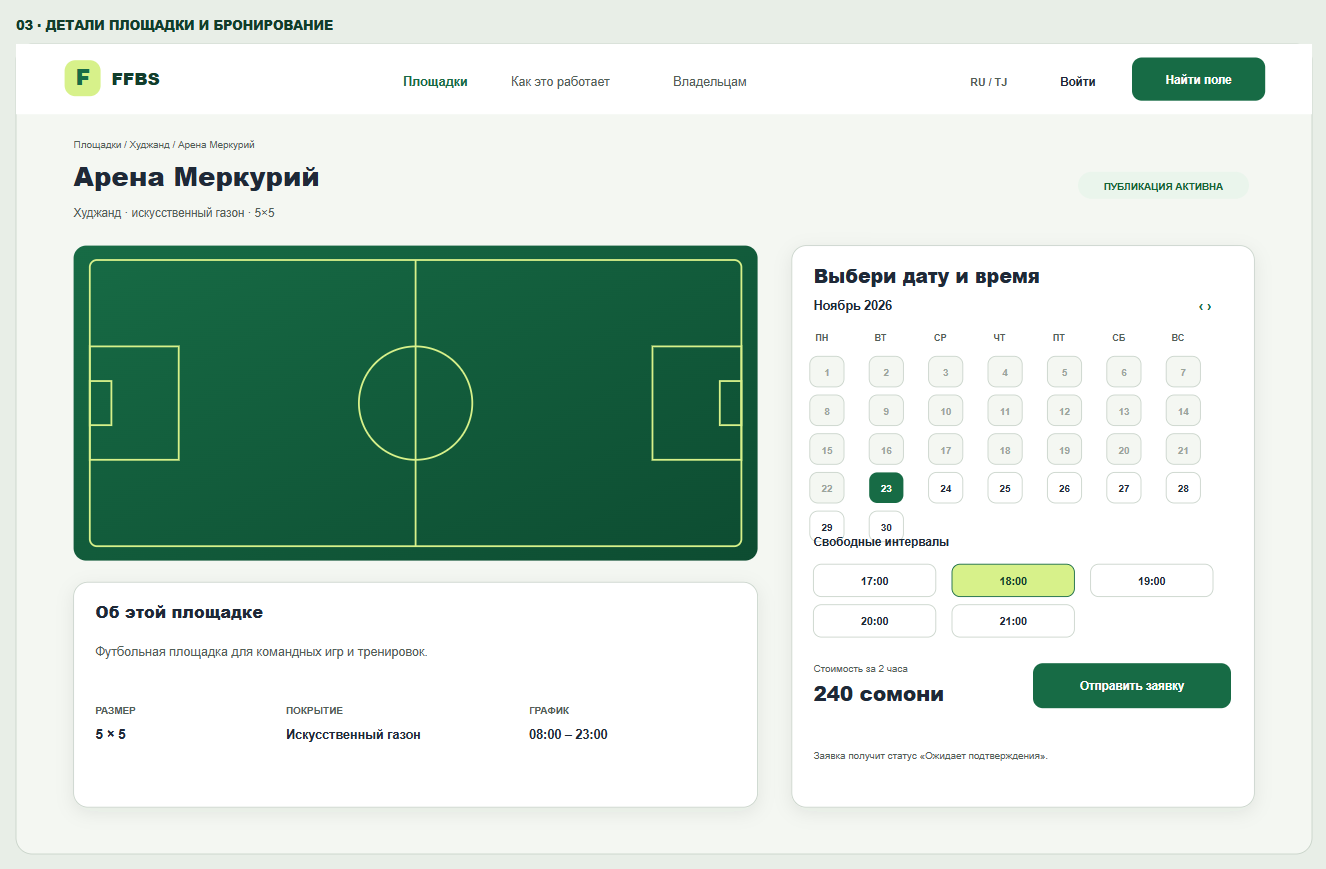 03 · ДЕТАЛИ ПЛОЩАДКИ И БРОНИРОВАНИЕ
F FFBS Площадки Как это работает Владельцам RU / TJ Войти Найти поле
Площадки / Худжанд / Арена Меркурий
Арена Меркурий
ПУБЛИКАЦИЯ АКТИВНА
Худжанд · искусственный газон · 5×5
Об этой площадке
Футбольная площадка для командных игр и тренировок.
РАЗМЕР ПОКРЫТИЕ ГРАФИК
5 × 5 Искусственный газон 08:00 – 23:00
Выбери дату и время
Ноябрь 2026 ‹ ›
ПН ВТ СР ЧТ ПТ СБ ВС
1 2 3 4 5 6 7
8 9 10 11 12 13 14
15 16 17 18 19 20 21
22 23 24 25 26 27 28
29 30
Свободные интервалы
17:00 18:00 19:00
20:00 21:00
Стоимость за 2 часа
240 сомони
Отправить заявку
Заявка получит статус «Ожидает подтверждения».